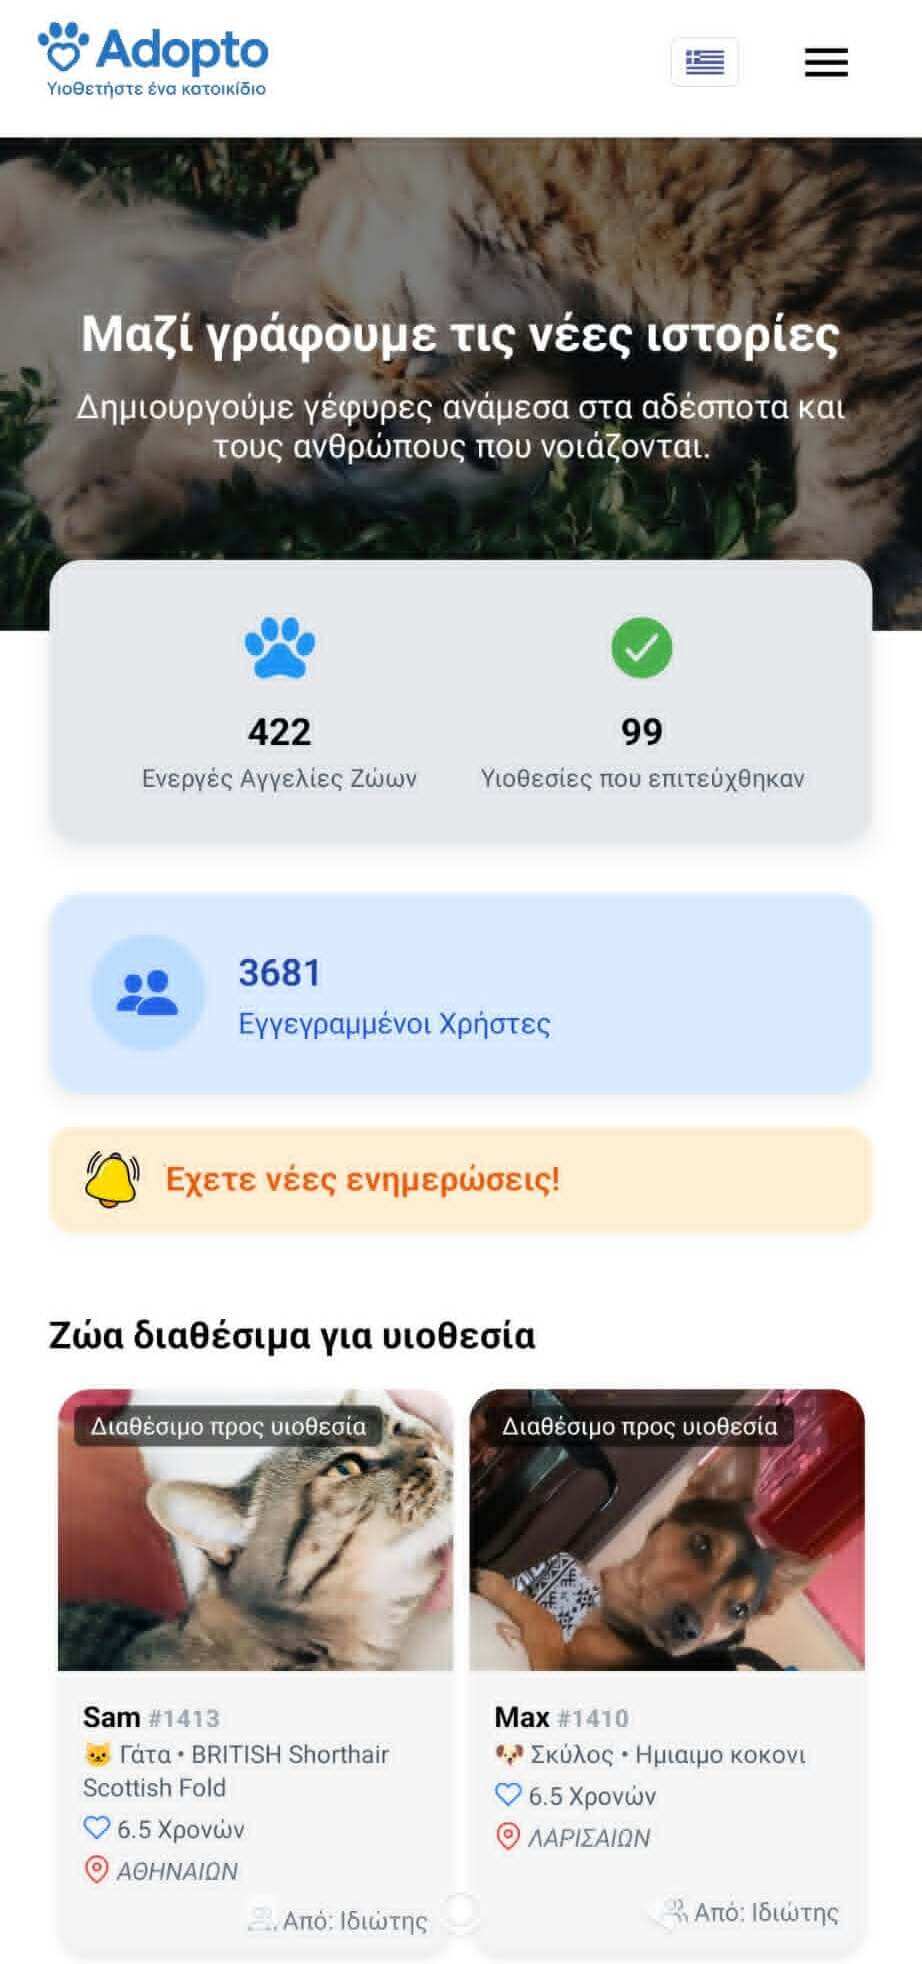 Adopto
Υιοθετήστε ένα κατοικίδιο
Μαζί γράφουμε τις νέες ιστορίες
Δημιουργούμε γέφυρες ανάμεσα στα αδέσποτα και
τους ανθρώπους που νοιάζονται.
422
Ενεργές Αγγελίες Ζώων
99
Υιοθεσίες που επιτεύχθηκαν
3681
Εγγεγραμμένοι Χρήστες
Έχετε νέες ενημερώσεις!
Ζώα διαθέσιμα για υιοθεσία
Διαθέσιμο προς υιοθεσία
Sam #1413
Γάτα • BRITISH Shorthair
Scottish Fold
6.5 Χρονών
ΑΘΗΝΑΙΩΝ
Από: Ιδιώτης
Διαθέσιμο προς υιοθεσία
Max #1410
Σκύλος • Ημιαιμο κοκονι
6.5 Χρονών
ΛΑΡΙΣΑΙΩΝ
Από: Ιδιώτης